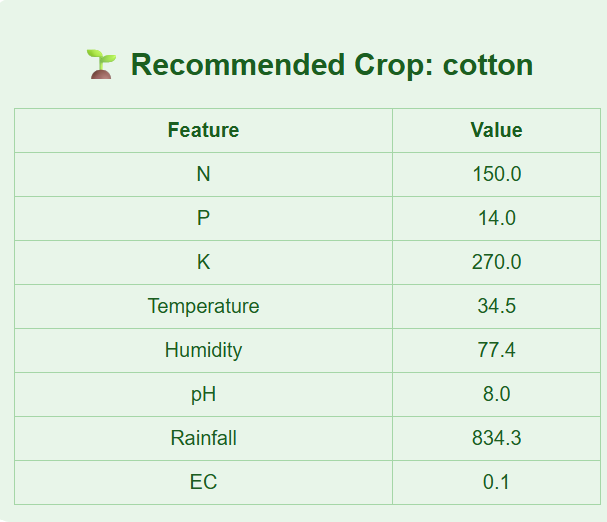 Recommended Crop: cotton
Feature Value
N 150.0
P 14.0
K 270.0
Temperature 34.5
Humidity 77.4
pH 8.0
Rainfall 834.3
EC 0.1